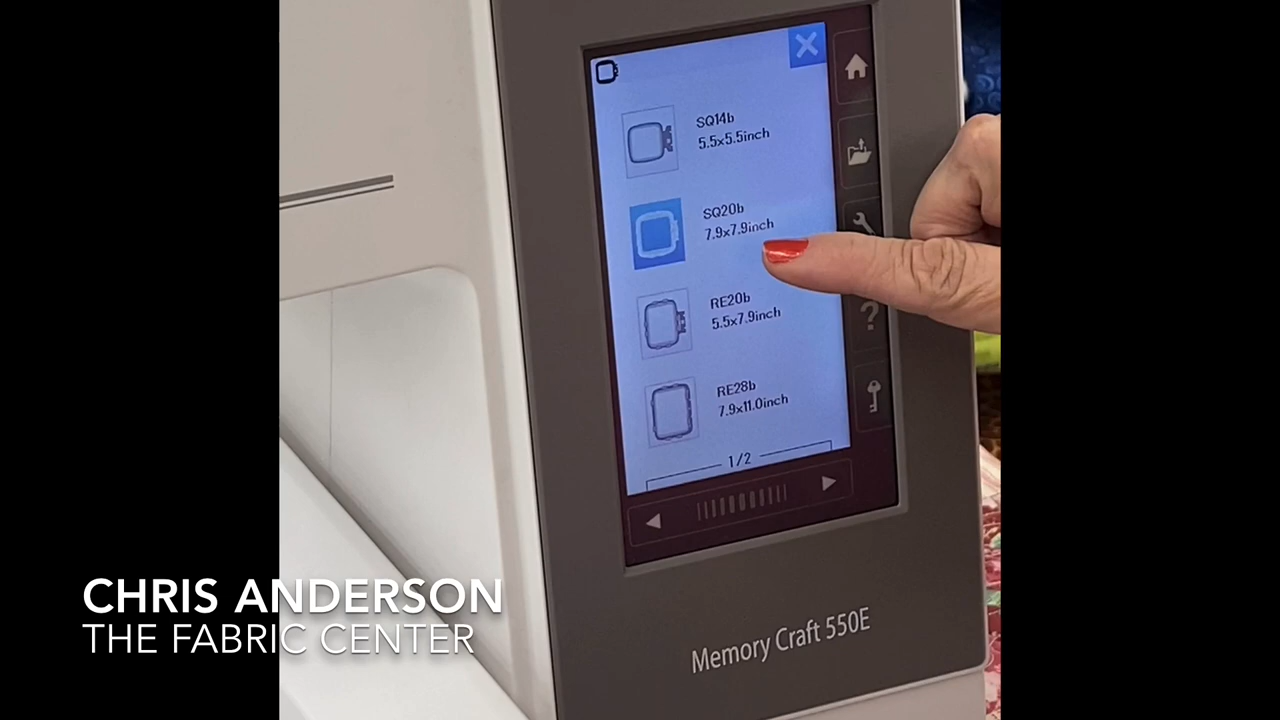 SQ14b
5.5x5.5inch
SQ20b
7.9x7.9inch
RE20b
5.5x7.9inch
RE28b
7.9x11.0inch
1/2
?
Memory Craft 550E
CHRIS ANDERSON
THE FABRIC CENTER